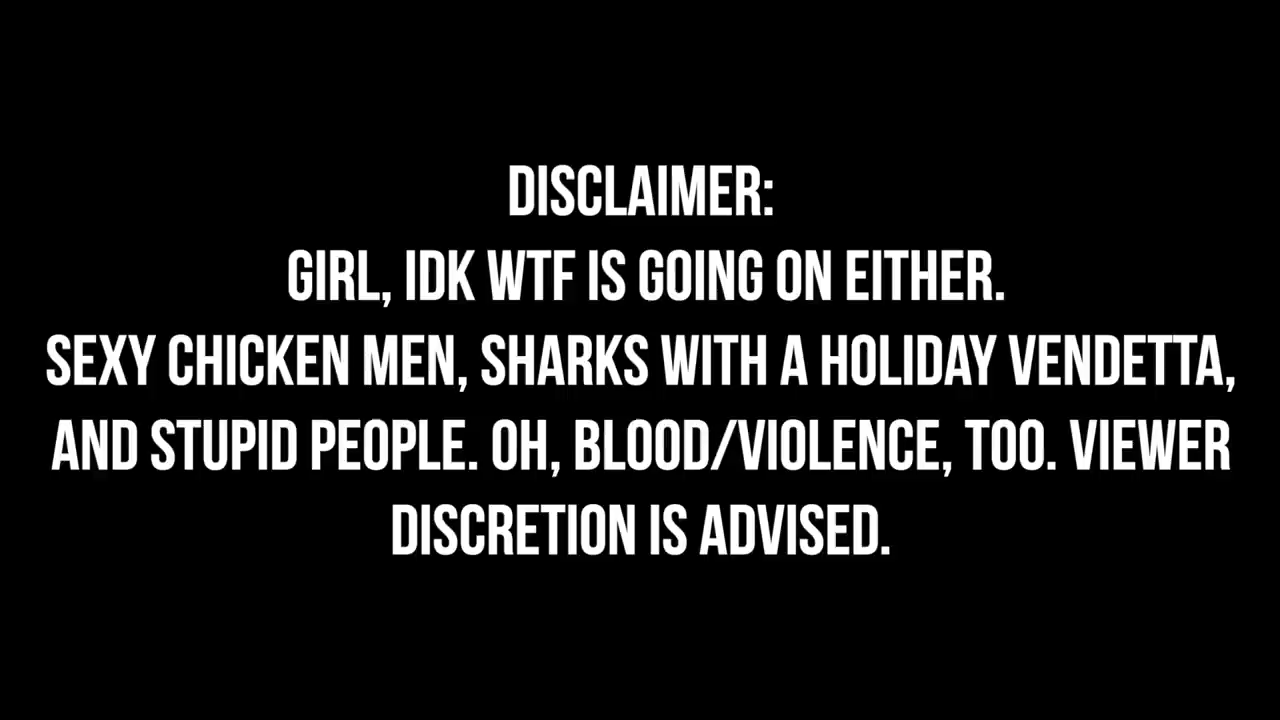 DISCLAIMER:
GIRL, IDK WTF IS GOING ON EITHER.
SEXY CHICKEN MEN, SHARKS WITH A HOLIDAY VENDETTA,
AND STUPID PEOPLE. OH, BLOOD/VIOLENCE, TOO. VIEWER
DISCRETION IS ADVISED.